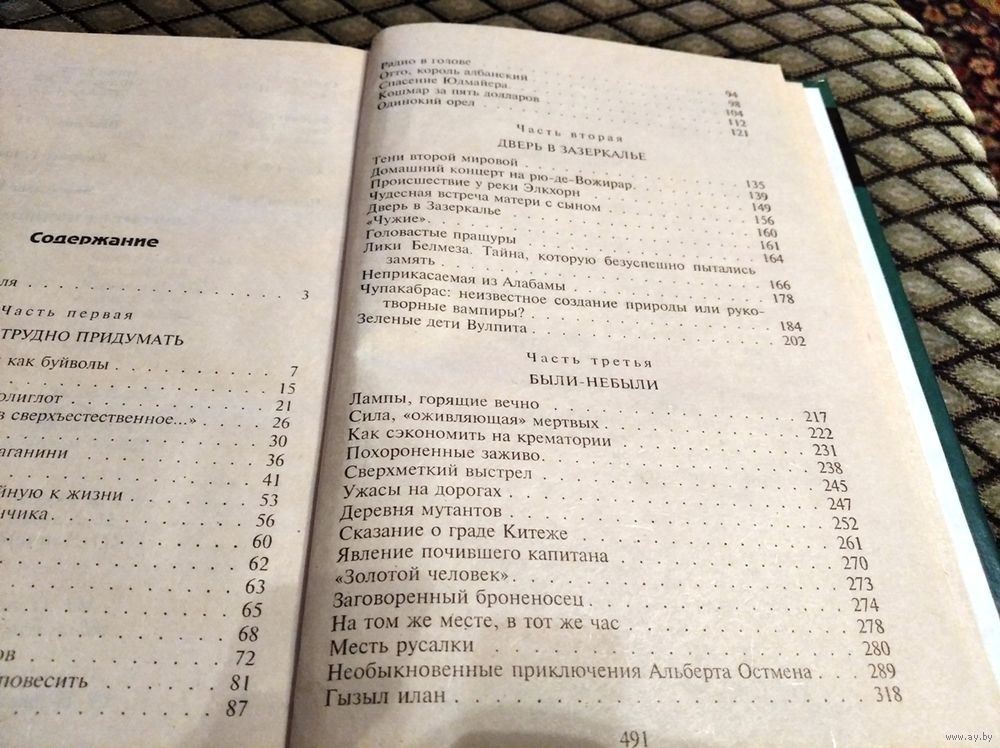 Содержание
ля . . . . . . . . . . . . . . . . . . 3
Часть первая
ТРУДНО ПРИДУМАТЬ
как буйволы . . . . . . . . . . . . 7
. . . . . . . . . . . . . . . . . . 15
олиглот . . . . . . . . . . . . . . 21
в сверхъестественное...» . . . . . . 26
. . . . . . . . . . . . . . . . . . 30
аганини . . . . . . . . . . . . . . 36
. . . . . . . . . . . . . . . . . . 41
йную к жизни . . . . . . . . . . . . 53
нчика . . . . . . . . . . . . . . . 56
. . . . . . . . . . . . . . . . . . 60
. . . . . . . . . . . . . . . . . . 62
. . . . . . . . . . . . . . . . . . 63
. . . . . . . . . . . . . . . . . . 65
. . . . . . . . . . . . . . . . . . 68
ов . . . . . . . . . . . . . . . . . 72
повесить . . . . . . . . . . . . . . 81
. . . . . . . . . . . . . . . . . . 87
Радио в голове . . . . . . . . . . . 94
Отто, король албанский . . . . . . . 98
Спасение Юдмайера . . . . . . . . . 104
Кошмар за пять долларов . . . . . . 112
Одинокий орел . . . . . . . . . . . 121
Часть вторая
ДВЕРЬ В ЗАЗЕРКАЛЬЕ
Тени второй мировой . . . . . . . . 135
Домашний концерт на рю-де-Вожирар . . 139
Происшествие у реки Элкхорн . . . . 149
Чудесная встреча матери с сыном . . . 156
Дверь в Зазеркалье . . . . . . . . . 160
«Чужие» . . . . . . . . . . . . . . 161
Головастые пращуры . . . . . . . . . 164
Лики Белмеза. Тайна, которую безуспешно пытались
замять . . . . . . . . . . . . . . . 166
Неприкасаемая из Алабамы . . . . . . 178
Чупакабрас: неизвестное создание природы или руко-
творные вампиры? . . . . . . . . . . 184
Зеленые дети Вулпита . . . . . . . . 202
Часть третья
БЫЛИ-НЕБЫЛИ
Лампы, горящие вечно . . . . . . . . 217
Сила, «оживляющая» мертвых . . . . . 222
Как сэкономить на крематории . . . . 231
Похороненные заживо . . . . . . . . 238
Сверхметкий выстрел . . . . . . . . 245
Ужасы на дорогах . . . . . . . . . . 247
Деревня мутантов . . . . . . . . . . 252
Сказание о граде Китеже . . . . . . 261
Явление почившего капитана . . . . . 270
«Золотой человек» . . . . . . . . . 273
Заговоренный броненосец . . . . . . 274
На том же месте, в тот же час . . . 278
Месть русалки . . . . . . . . . . . 280
Необыкновенные приключения Альберта Остмена . . . 289
Гызыл илан . . . . . . . . . . . . . 318
491
www.ay.by